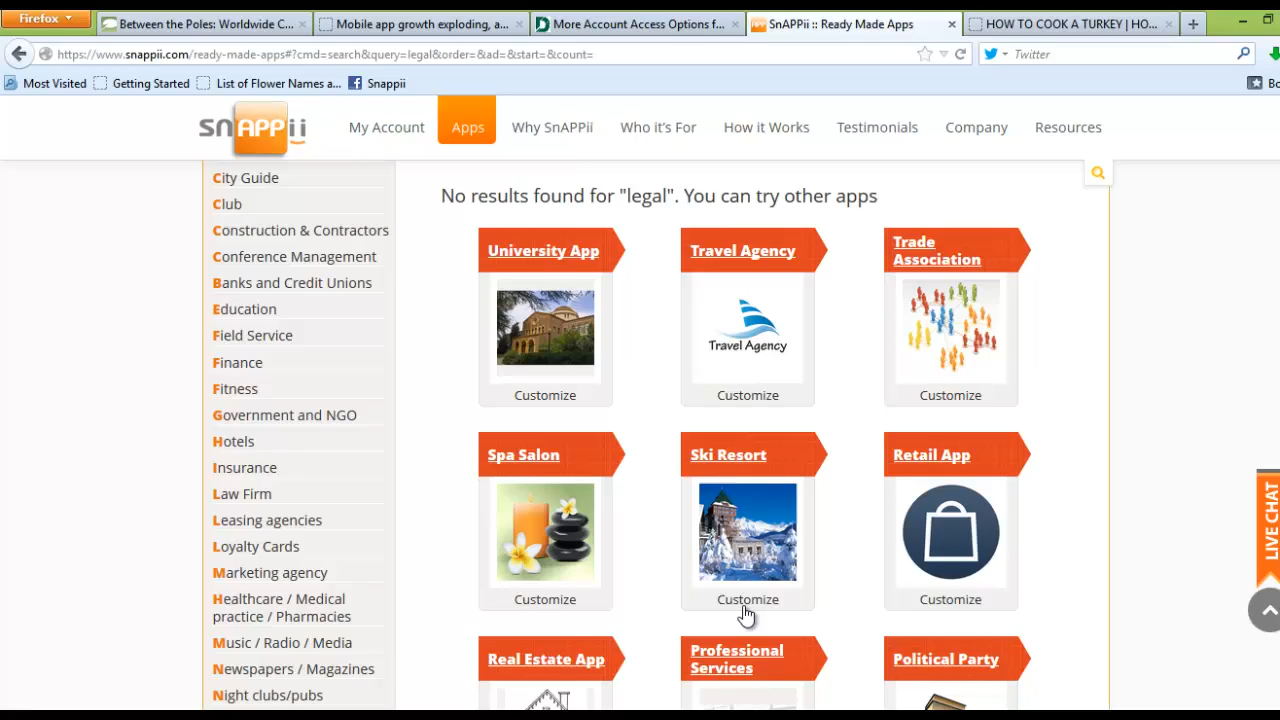 Firefox
Between the Poles: Worldwide C...
Mobile app growth exploding, a...
More Account Access Options f...
SnAPPii :: Ready Made Apps
HOW TO COOK A TURKEY | HO...
https://www.snappii.com/ready-made-apps#?cmd=search&query=legal&order=&ad=&start=&count=
Twitter
Most Visited
Getting Started
List of Flower Names a...
Snappii
Bo
snAPPii
My Account
Apps
Why SnAPPii
Who it's For
How it Works
Testimonials
Company
Resources
City Guide
Club
Construction & Contractors
Conference Management
Banks and Credit Unions
Education
Field Service
Finance
Fitness
Government and NGO
Hotels
Insurance
Law Firm
Leasing agencies
Loyalty Cards
Marketing agency
Healthcare / Medical
practice / Pharmacies
Music / Radio / Media
Newspapers / Magazines
Night clubs/pubs
No results found for "legal". You can try other apps
University App
Customize
Travel Agency
Travel Agency
Customize
Trade
Association
Customize
Spa Salon
Customize
Ski Resort
Customize
Retail App
Customize
Real Estate App
Professional
Services
Political Party
LIVE CHAT